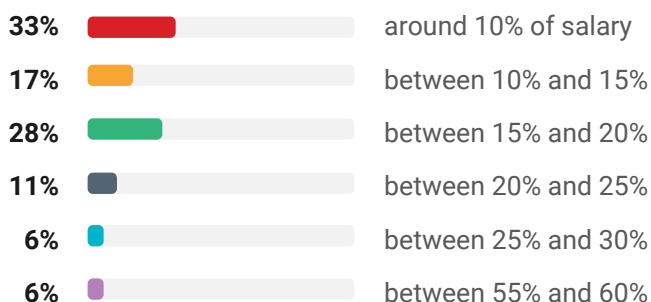 33% around 10% of salary
17% between 10% and 15%
28% between 15% and 20%
11% between 20% and 25%
6% between 25% and 30%
6% between 55% and 60%